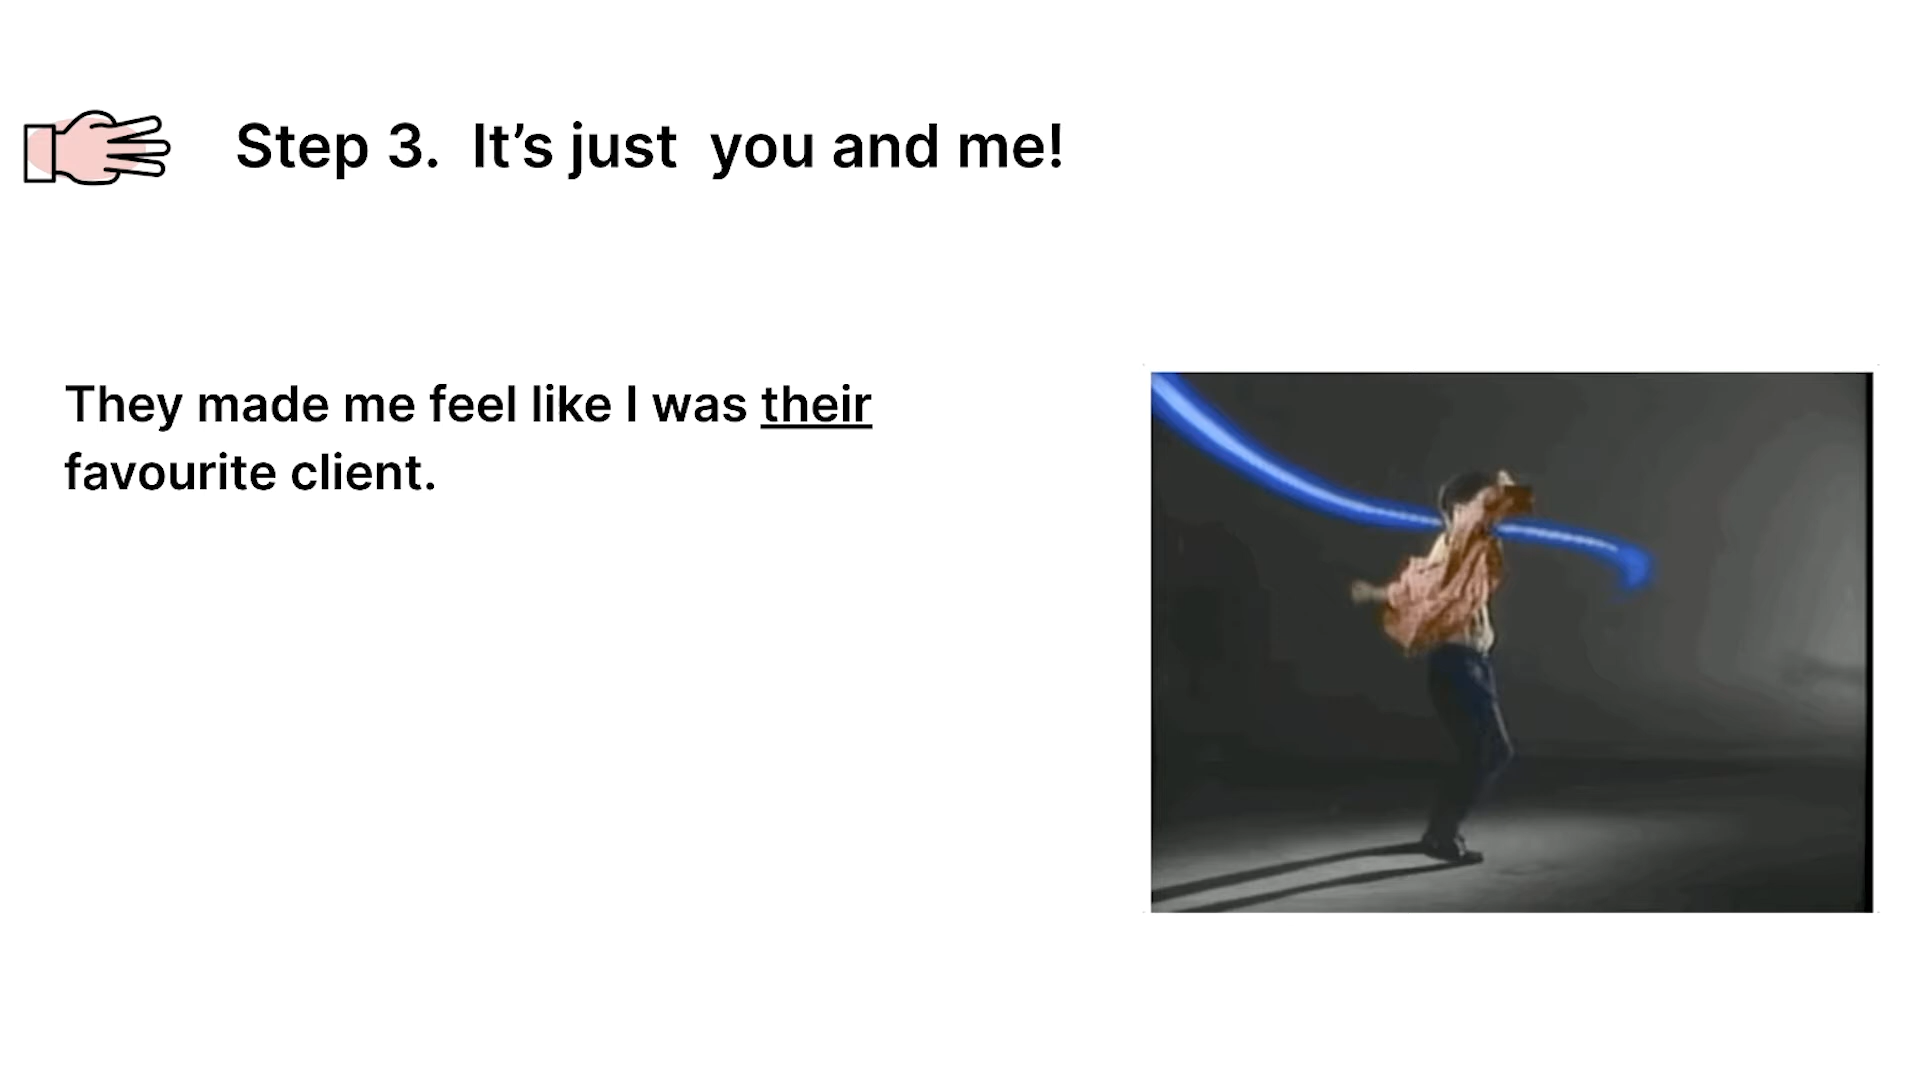 Step 3. It’s just you and me!
They made me feel like I was their
favourite client.